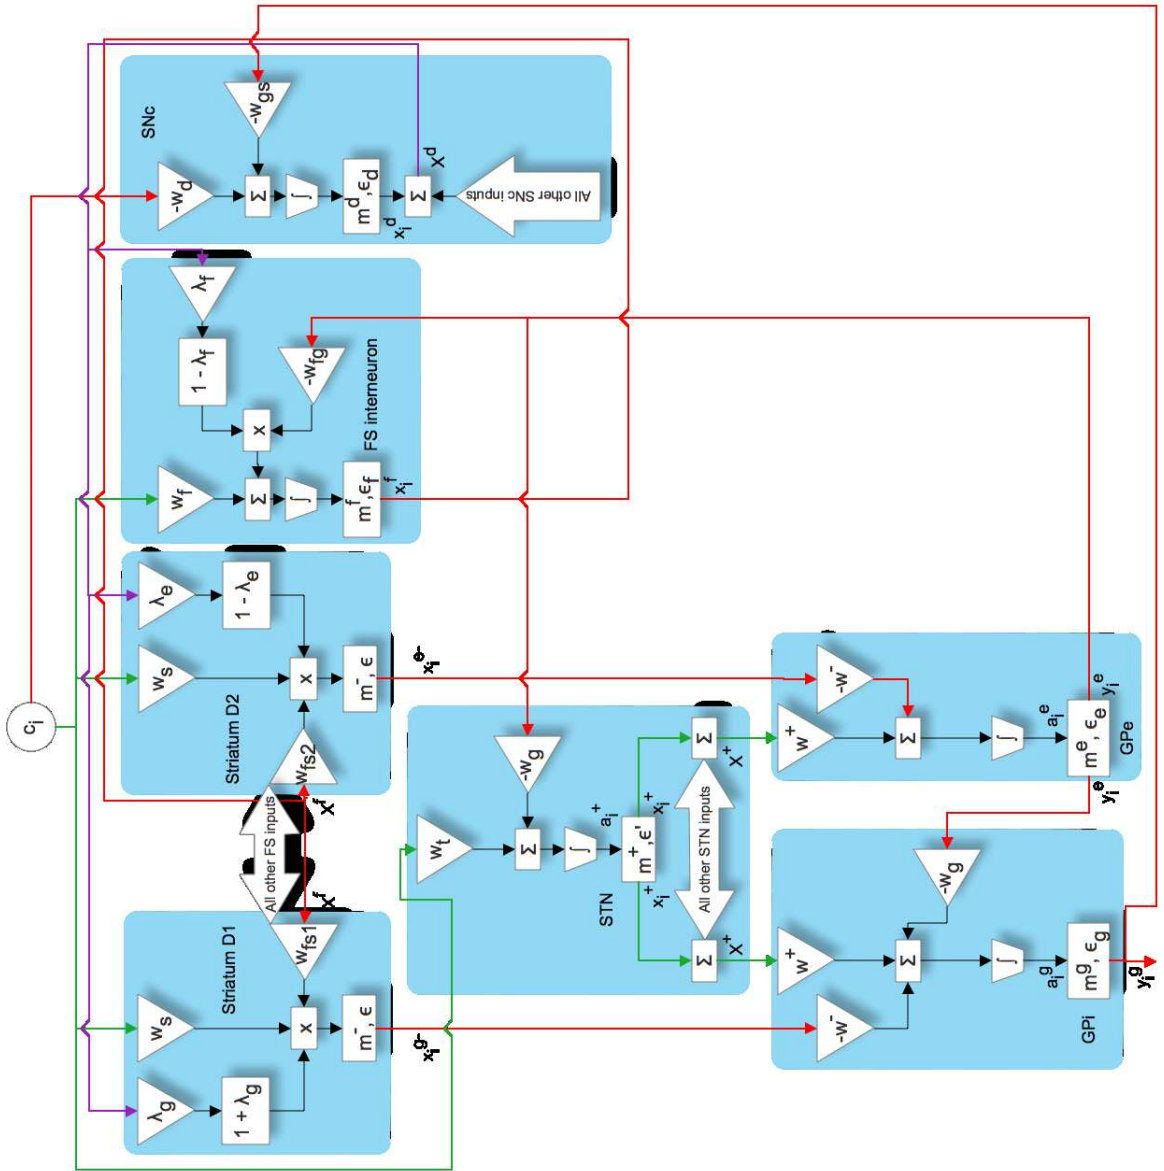 c_i
SNc
-w_d
-w_gs
Σ
∫
m^d, ϵ_d
x_i^d
Σ
X^d
All other SNc inputs
λ_f
1 - λ_f
-w_fg
x
w_f
Σ
∫
m^f, ϵ_f
x_i^f
FS interneuron
Striatum D2
λ_e
1 - λ_e
w_s
x
w_fs2
m^-, ϵ
x_i^e-
All other FS inputs
X^f
X^f
Striatum D1
w_s
λ_g
1 + λ_g
w_fs1
x
m^-, ϵ
x_i^g-
STN
w_t
-w_g
Σ
∫
a_i^+
m^+, ϵ'
x_i^+
x_i^+
Σ
Σ
All other STN inputs
X^+
X^+
GPe
-w^-
w^+
Σ
∫
a_i^e
m^e, ϵ_e
y_i^e
y_i^e
GPi
-w^-
w^+
-w_g
Σ
∫
a_i^g
m^g, ϵ_g
y_i^g